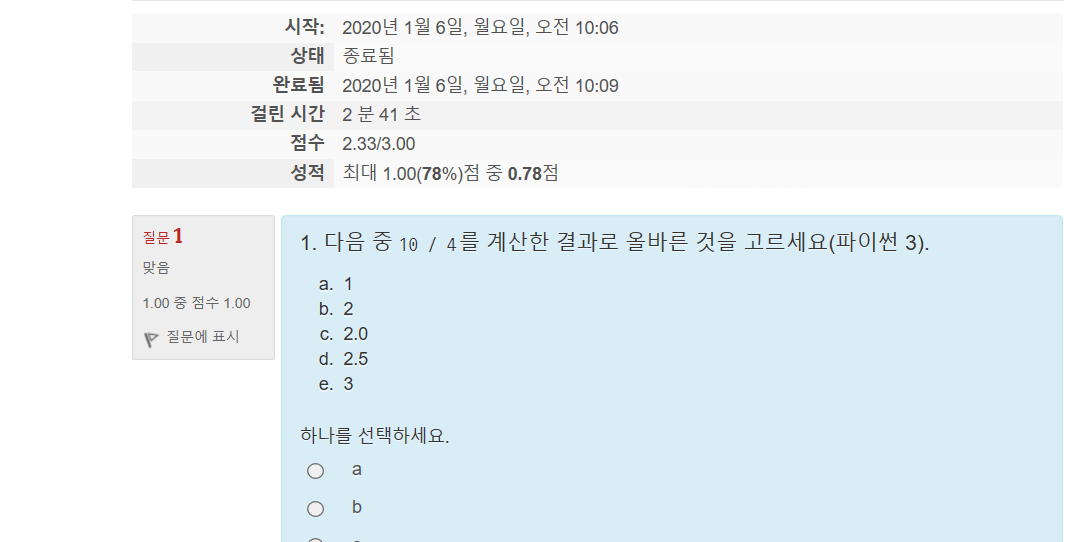 시작: 2020년 1월 6일, 월요일, 오전 10:06
상태 종료됨
완료됨 2020년 1월 6일, 월요일, 오전 10:09
걸린 시간 2 분 41 초
점수 2.33/3.00
성적 최대 1.00(78%)점 중 0.78점
질문 1
맞음
1.00 중 점수 1.00
질문에 표시
1. 다음 중 10 / 4를 계산한 결과로 올바른 것을 고르세요(파이썬 3).
a. 1
b. 2
c. 2.0
d. 2.5
e. 3
하나를 선택하세요.
a
b